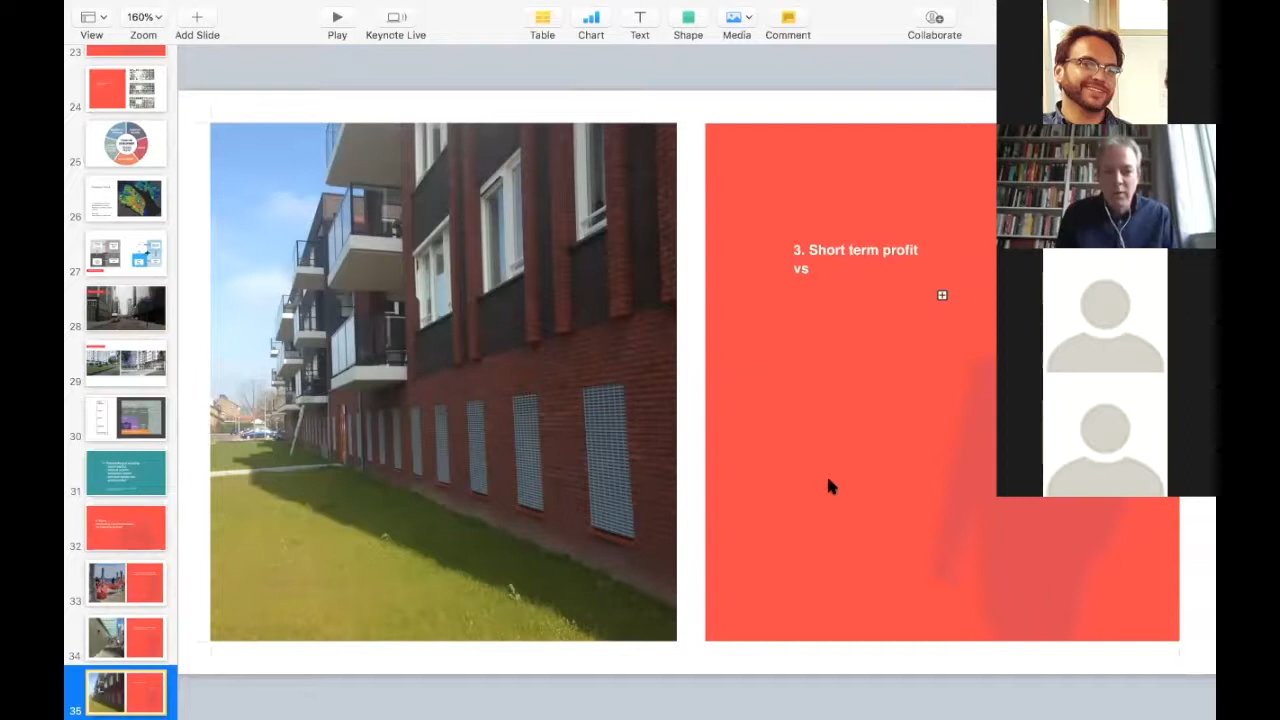 160%
View
Zoom
Add Slide
Play
Keynote Live
Table
Chart
Text
Shape
Media
Comment
Collaborate
23
24
25
26
27
28
29
30
31
32
33
34
35
3. Short term profit
vs